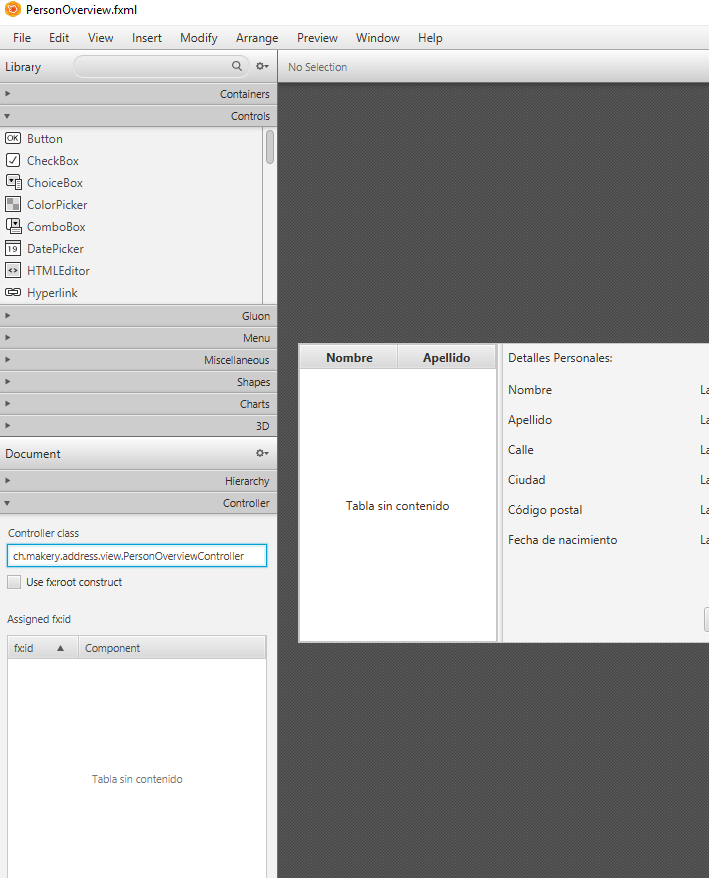 PersonOverview.fxml
File Edit View Insert Modify Arrange Preview Window Help
Library
No Selection
Containers
Controls
OK Button
CheckBox
ChoiceBox
ColorPicker
ComboBox
19 DatePicker
<> HTMLEditor
Hyperlink
Gluon
Menu
Miscellaneous
Shapes
Charts
3D
Document
Hierarchy
Controller
Controller class
ch.makery.address.view.PersonOverviewController
Use fx:root construct
Assigned fx:id
fx:id Component
Tabla sin contenido
Nombre Apellido
Tabla sin contenido
Detalles Personales:
Nombre La
Apellido La
Calle La
Ciudad La
Código postal La
Fecha de nacimiento La